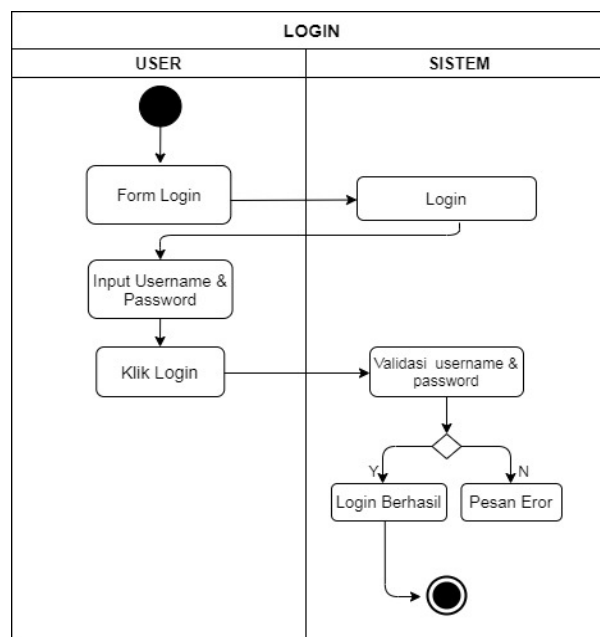 LOGIN
USER
SISTEM
Form Login
Login
Input Username &
Password
Klik Login
Validasi username &
password
Y
N
Login Berhasil
Pesan Eror